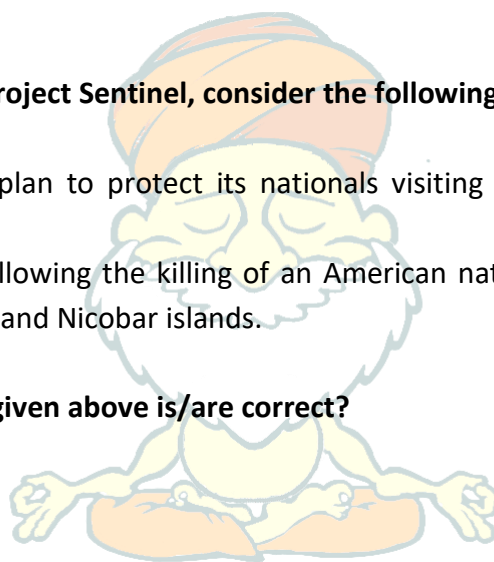 roject Sentinel, consider the following
plan to protect its nationals visiting
llowing the killing of an American nat
and Nicobar islands.
given above is/are correct?